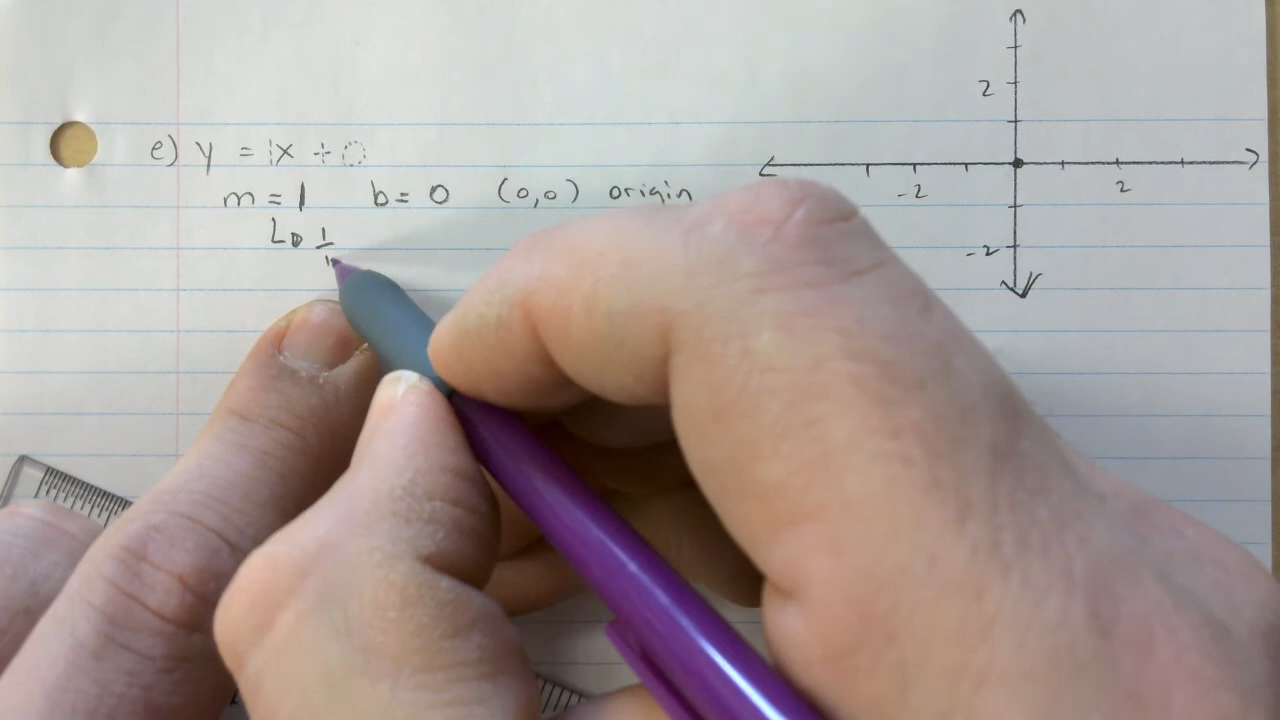 e) y = 1x + 0
m = 1 b = 0 (0,0) origin
↳ 1/1
2
-2 2
-2